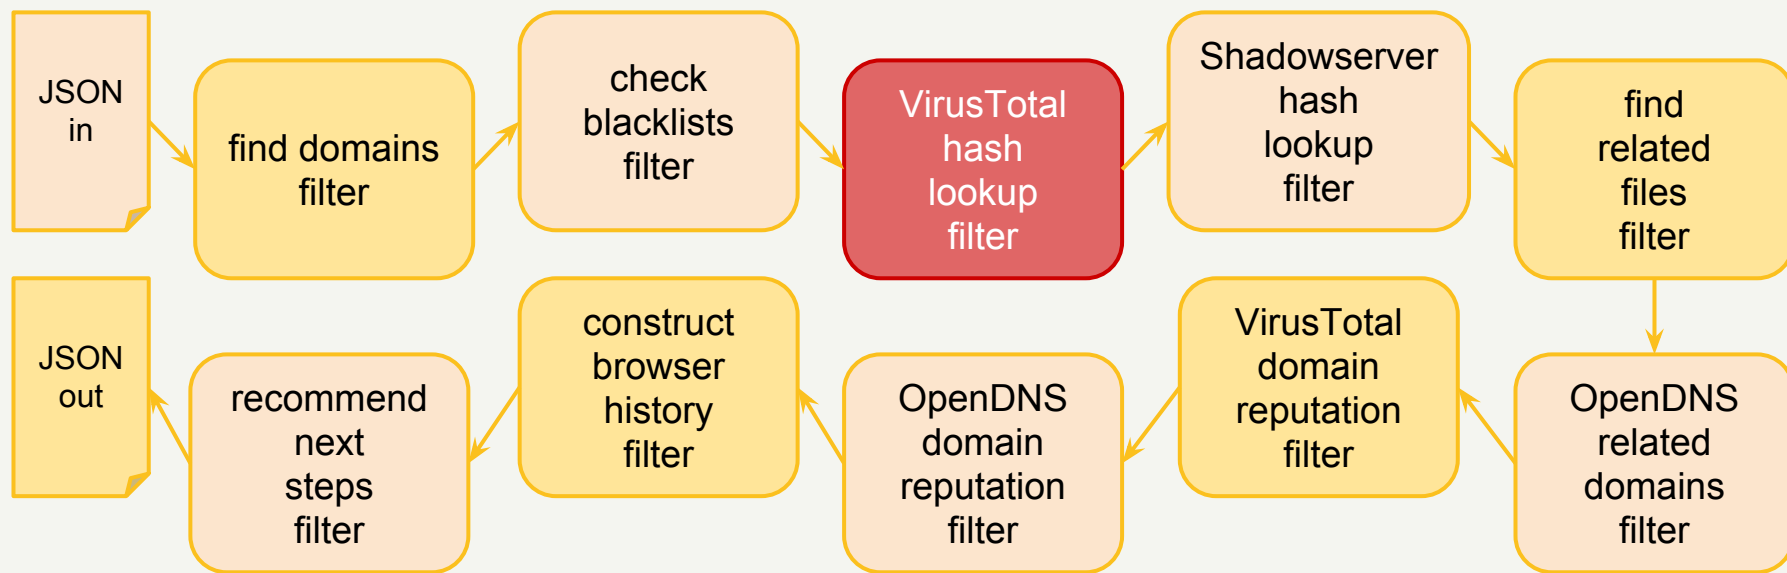 JSON
in
find domains
filter
check
blacklists
filter
VirusTotal
hash
lookup
filter
Shadowserver
hash
lookup
filter
find
related
files
filter
OpenDNS
related
domains
filter
VirusTotal
domain
reputation
filter
OpenDNS
domain
reputation
filter
construct
browser
history
filter
recommend
next
steps
filter
JSON
out